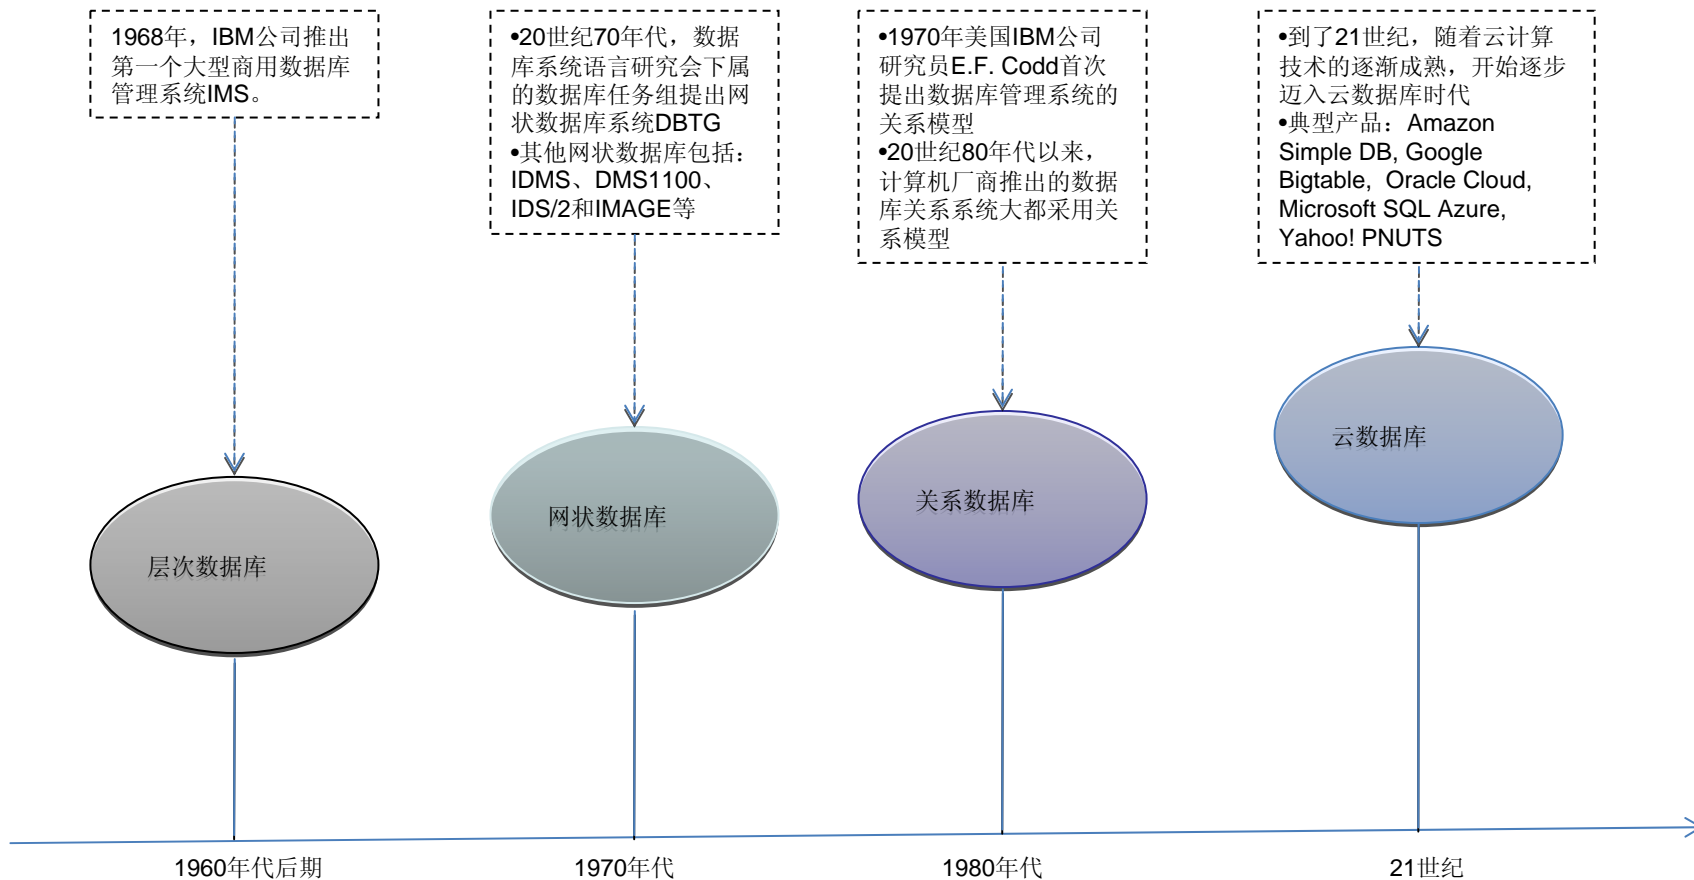 1968年，IBM公司推出
第一个大型商用数据库
管理系统IMS。
•20世纪70年代，数据
库系统语言研究会下属
的数据库任务组提出网
状数据库系统DBTG
•其他网状数据库包括：
IDMS、DMS1100、
IDS/2和IMAGE等
•1970年美国IBM公司
研究员E.F. Codd首次
提出数据库管理系统的
关系模型
•20世纪80年代以来，
计算机厂商推出的数据
库关系系统大都采用关
系模型
•到了21世纪，随着云计算
技术的逐渐成熟，开始逐步
迈入云数据库时代
•典型产品：Amazon
Simple DB, Google
Bigtable, Oracle Cloud,
Microsoft SQL Azure,
Yahoo! PNUTS
层次数据库
网状数据库
关系数据库
云数据库
1960年代后期
1970年代
1980年代
21世纪